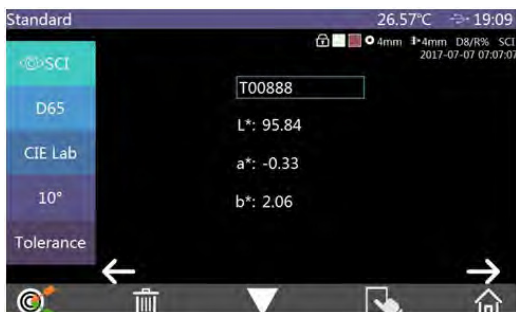 Standard
26.57°C 19:09
4mm 4mm D8/R% SCI
2017-07-07 07:07:07
SCI
D65
CIE Lab
10°
Tolerance
T00888
L*: 95.84
a*: -0.33
b*: 2.06